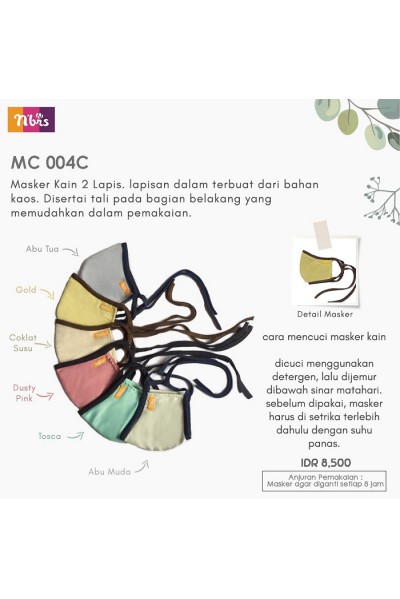 Nbrs
MC 004C
Masker Kain 2 Lapis. lapisan dalam terbuat dari bahan
kaos. Disertai tali pada bagian belakang yang
memudahkan dalam pemakaian.
Abu Tua
Gold
Coklat
Susu
Dusty
Pink
Tosca
Abu Muda
Detail Masker
cara mencuci masker kain
dicuci menggunakan
detergen, lalu dijemur
dibawah sinar matahari.
sebelum dipakai, masker
harus di setrika terlebih
dahulu dengan suhu
panas.
IDR 8,500
Anjuran Pemakaian :
Masker agar diganti setiap 8 jam